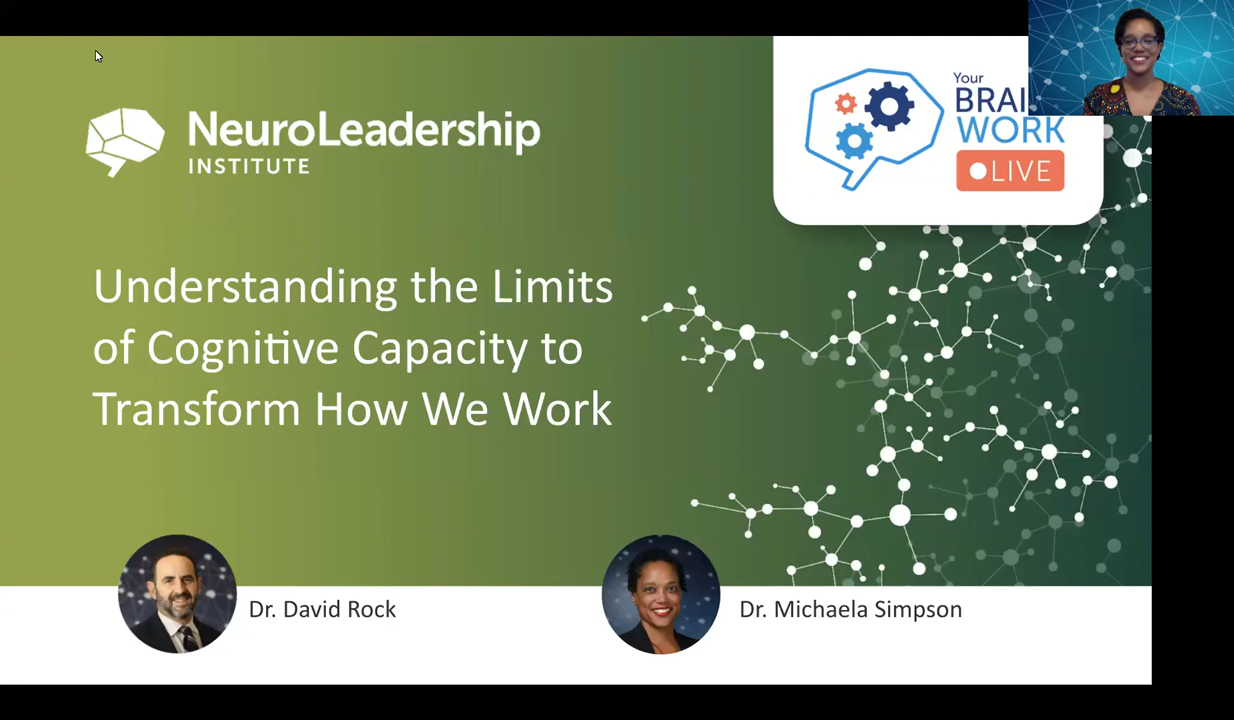 NeuroLeadership
INSTITUTE
Your
WORK
LIVE
Understanding the Limits
of Cognitive Capacity to
Transform How We Work
Dr. David Rock
Dr. Michaela Simpson